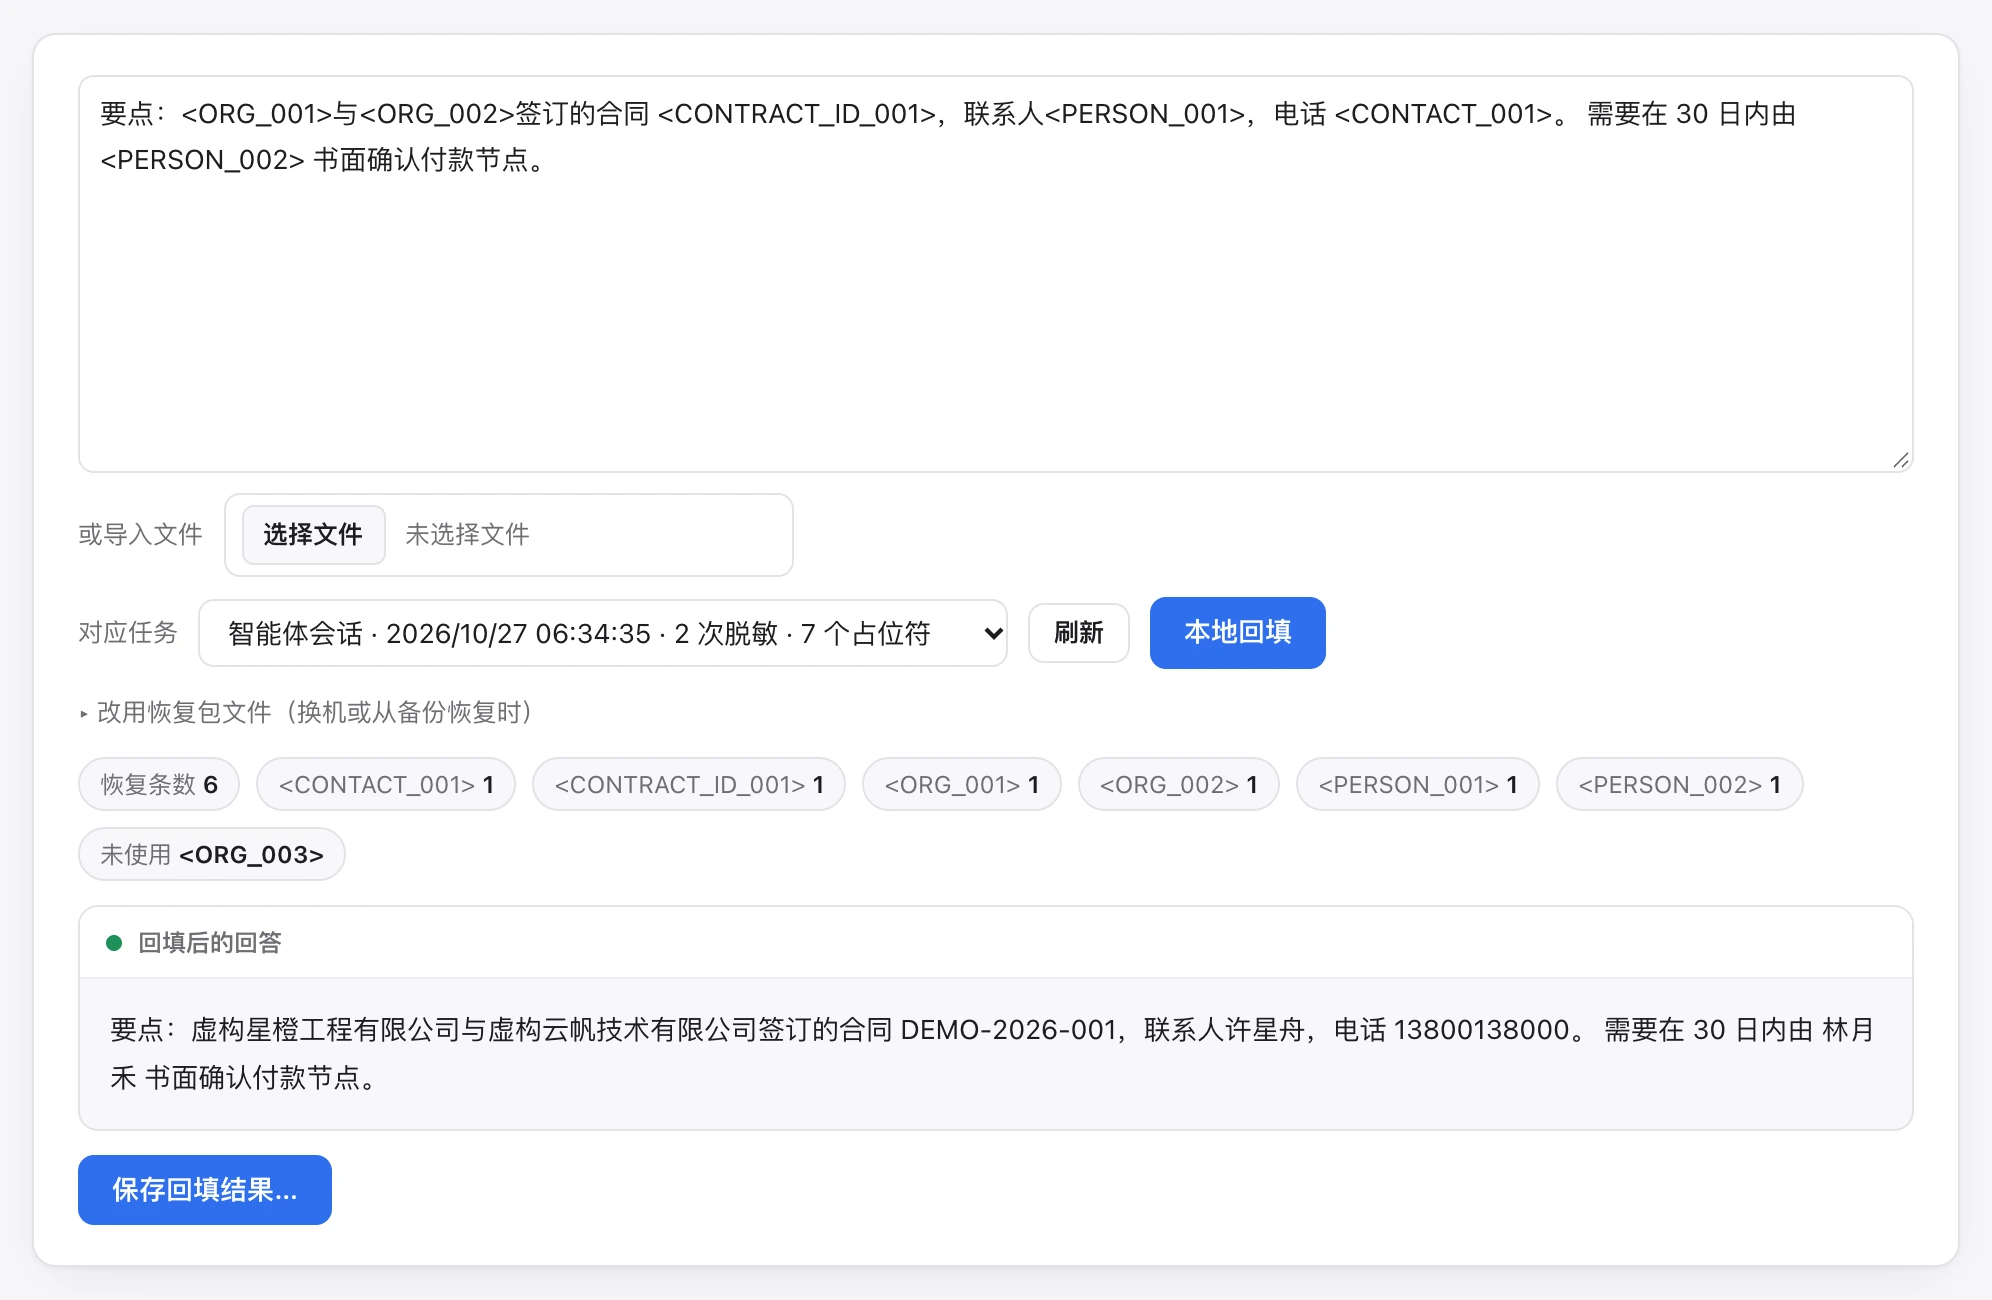 要点：<ORG_001>与<ORG_002>签订的合同 <CONTRACT_ID_001>，联系人<PERSON_001>，电话 <CONTACT_001>。 需要在 30 日内由
<PERSON_002> 书面确认付款节点。
或导入文件 选择文件 未选择文件
对应任务 智能体会话 · 2026/10/27 06:34:35 · 2 次脱敏 · 7 个占位符 刷新 本地回填
改用恢复包文件（换机或从备份恢复时）
恢复条数 6 <CONTACT_001> 1 <CONTRACT_ID_001> 1 <ORG_001> 1 <ORG_002> 1 <PERSON_001> 1 <PERSON_002> 1
未使用 <ORG_003>
回填后的回答
要点：虚构星橙工程有限公司与虚构云帆技术有限公司签订的合同 DEMO-2026-001，联系人许星舟，电话 13800138000。 需要在 30 日内由 林月
禾 书面确认付款节点。
保存回填结果...